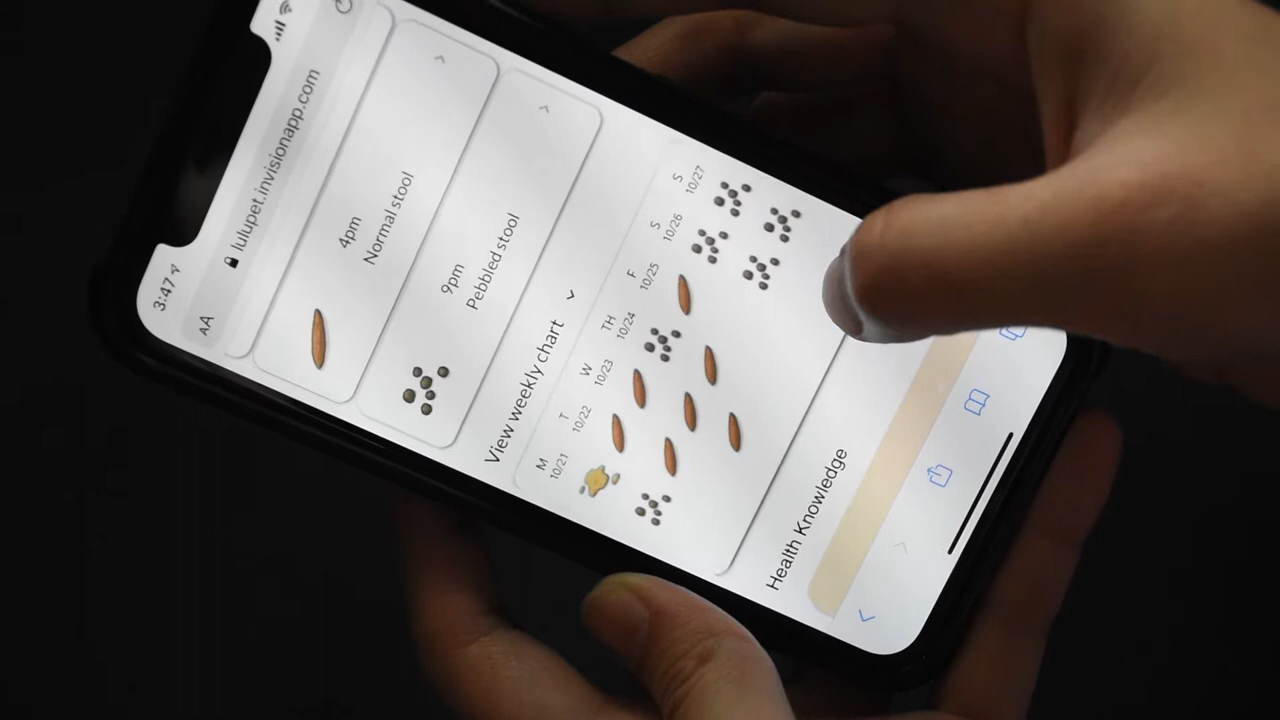 3:47
AA lulupet.invisionapp.com
4pm
Normal stool
9pm
Pebbled stool
View weekly chart
M T W TH F S S
10/21 10/22 10/23 10/24 10/25 10/26 10/27
Health Knowledge